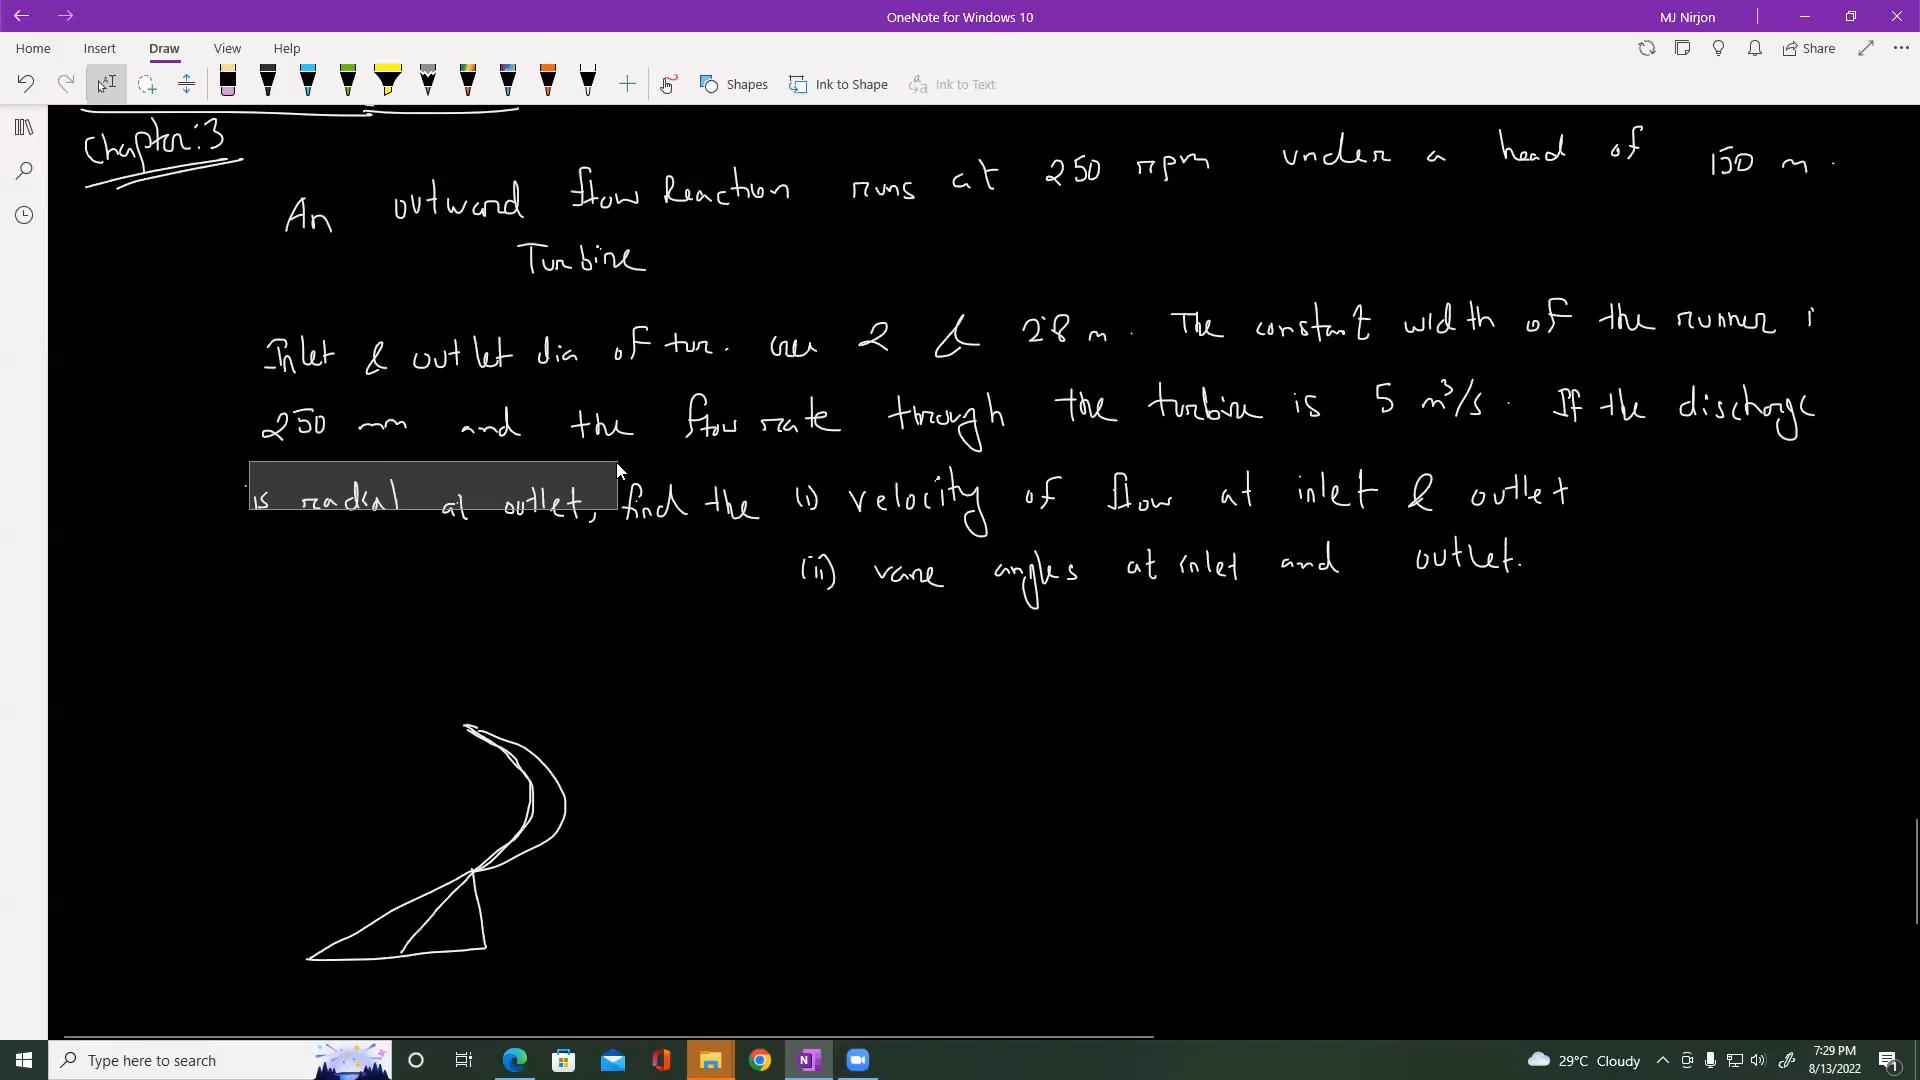 OneNote for Windows 10
MJ Nirjon
Home Insert Draw View Help
Share
Shapes Ink to Shape Ink to Text
Chapter:3
An outward flow Reaction runs at 250 rpm under a head of 150 m.
Turbine
Inlet & outlet dia of tur. are 2 & 2.8 m. The constant width of the runner i
250 mm and the flow rate through the turbine is 5 m³/s. If the discharge
is radial at outlet, find the (i) velocity of flow at inlet & outlet
(ii) vane angles at inlet and outlet.
Type here to search
29°C Cloudy
7:29 PM
8/13/2022
1